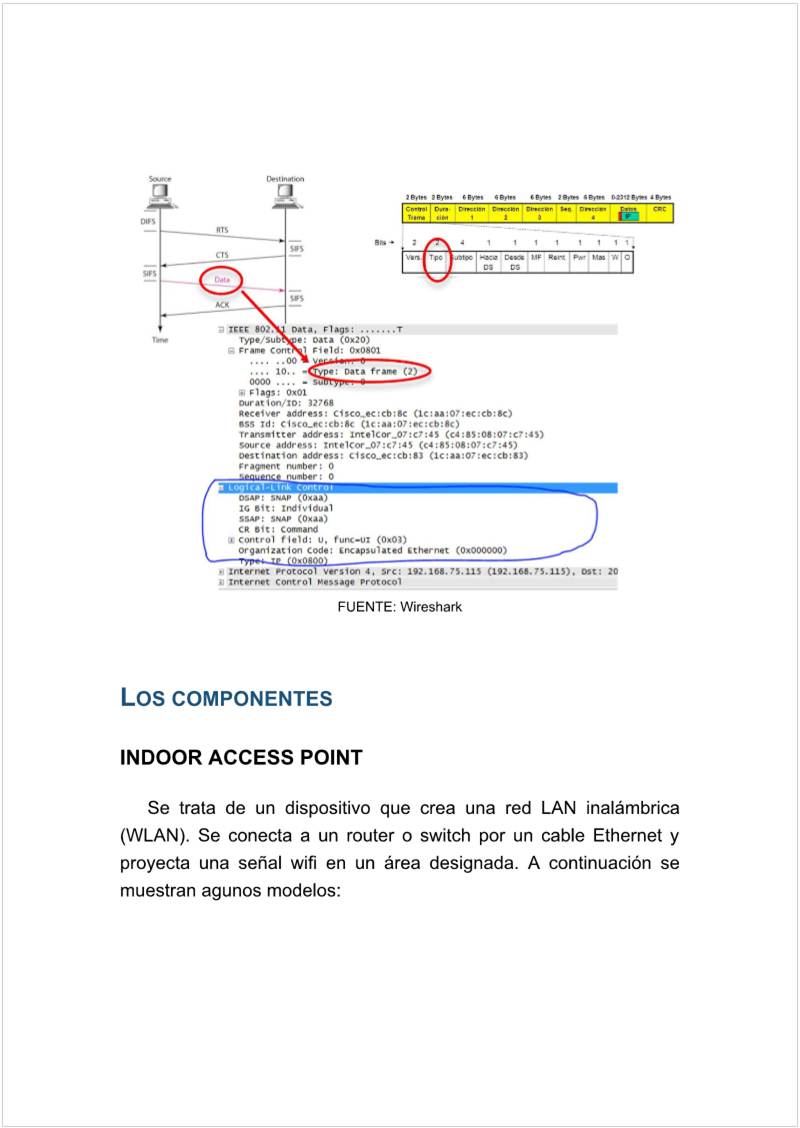 Source
Destination
DIFS
RTS
SIFS
CTS
SIFS
Data
SIFS
ACK
Time
2 Bytes 2 Bytes 6 Bytes 6 Bytes 6 Bytes 2 Bytes 6 Bytes 0-2312 Bytes 4 Bytes
Control Trama
Dura- ción
Dirección 1
Dirección 2
Dirección 3
Seq.
Dirección 4
Datos
IP
CRC
Bits 2 2 4 1 1 1 1 1 1 1 1
Vers. Tipo Subtipo Hacia DS Desde DS MF Reint. Pwr Mas W O
IEEE 802.11 Data, Flags: .......T
Type/Subtype: Data (0x20)
Frame Control Field: 0x0801
.... ..00 = Version: 0
.... 10.. = Type: Data frame (2)
0000 .... = Subtype: 0
Flags: 0x01
Duration/ID: 32768
Receiver address: Cisco_ec:cb:8c (1c:aa:07:ec:cb:8c)
BSS Id: Cisco_ec:cb:8c (1c:aa:07:ec:cb:8c)
Transmitter address: IntelCor_07:c7:45 (c4:85:08:07:c7:45)
Source address: IntelCor_07:c7:45 (c4:85:08:07:c7:45)
Destination address: Cisco_ec:cb:83 (1c:aa:07:ec:cb:83)
Fragment number: 0
Sequence number: 0
Logical-Link Control
DSAP: SNAP (0xaa)
IG Bit: Individual
SSAP: SNAP (0xaa)
CR Bit: Command
Control field: U, func=UI (0x03)
Organization Code: Encapsulated Ethernet (0x000000)
Type: IP (0x0800)
Internet Protocol Version 4, Src: 192.168.75.115 (192.168.75.115), Dst: 20
Internet Control Message Protocol
FUENTE: Wireshark
LOS COMPONENTES
INDOOR ACCESS POINT
Se trata de un dispositivo que crea una red LAN inalámbrica
(WLAN). Se conecta a un router o switch por un cable Ethernet y
proyecta una señal wifi en un área designada. A continuación se
muestran agunos modelos: